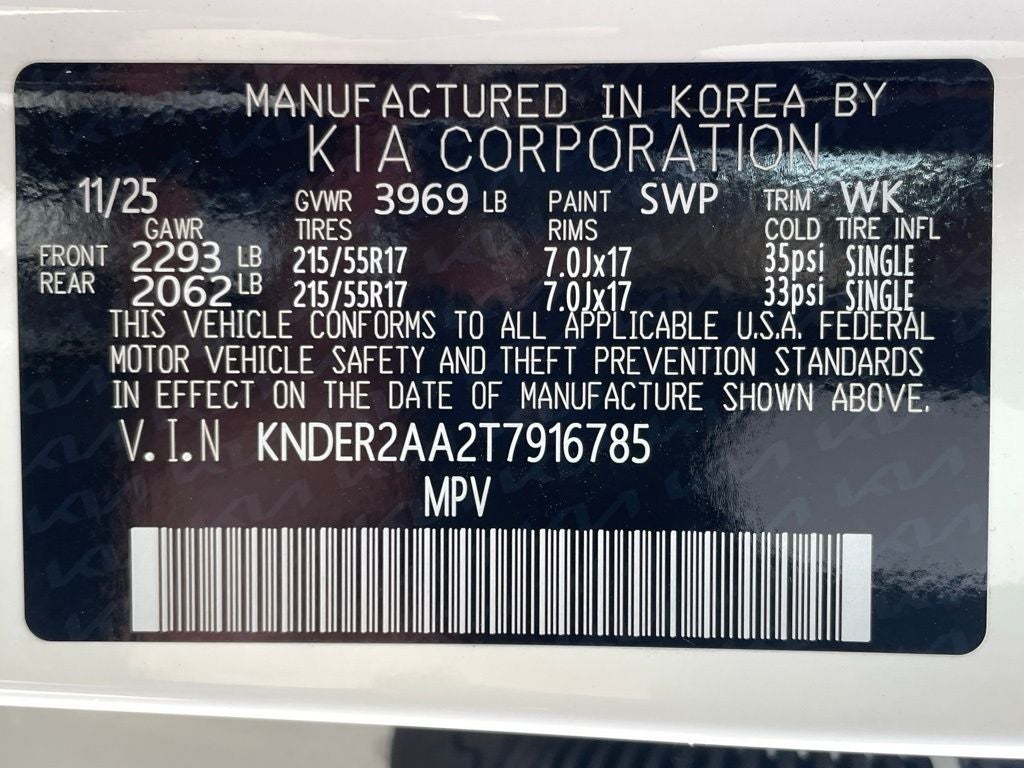 MANUFACTURED IN KOREA BY
KIA CORPORATION
11/25 GVWR 3969 LB PAINT SWP TRIM WK
GAWR TIRES RIMS COLD TIRE INFL
FRONT 2293 LB 215/55R17 7.0Jx17 35psi SINGLE
REAR 2062 LB 215/55R17 7.0Jx17 33psi SINGLE
THIS VEHICLE CONFORMS TO ALL APPLICABLE U.S.A. FEDERAL
MOTOR VEHICLE SAFETY AND THEFT PREVENTION STANDARDS
IN EFFECT ON THE DATE OF MANUFACTURE SHOWN ABOVE.
V.I.N KNDER2AA2T7916785
MPV